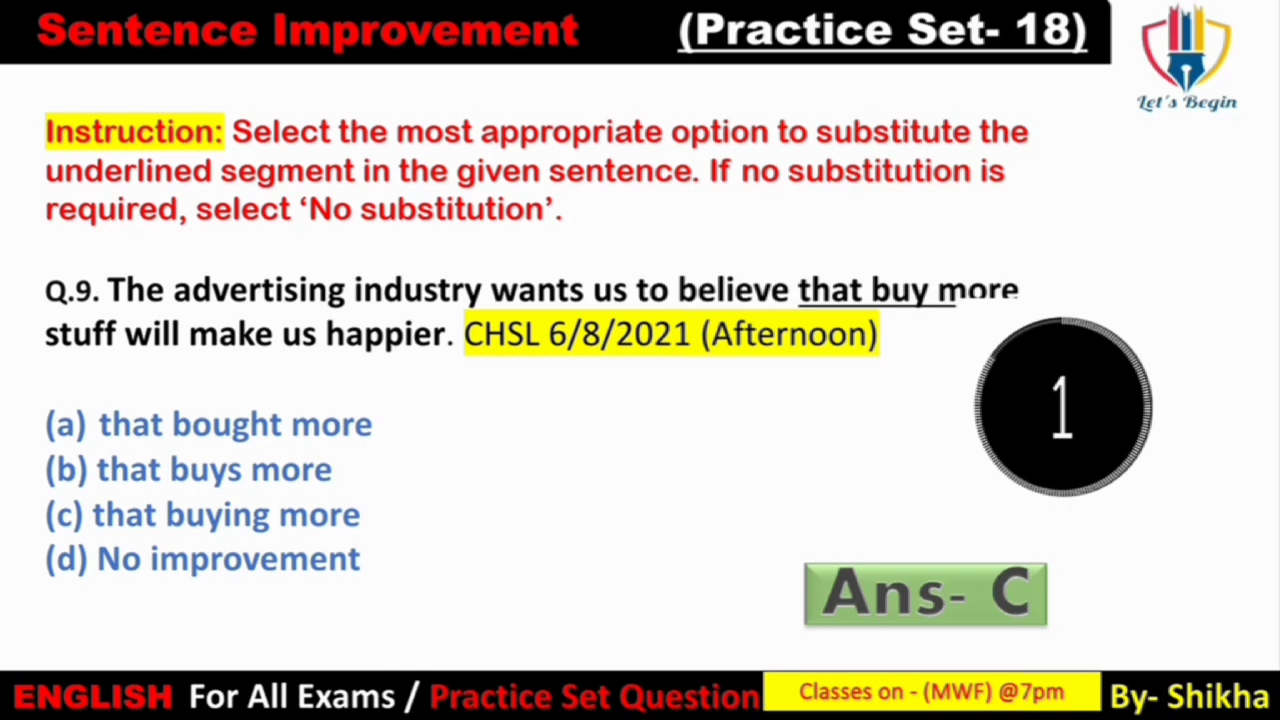 Sentence Improvement (Practice Set- 18)
Let's Begin
Instruction: Select the most appropriate option to substitute the
underlined segment in the given sentence. If no substitution is
required, select ‘No substitution’.
Q.9. The advertising industry wants us to believe that buy more
stuff will make us happier. CHSL 6/8/2021 (Afternoon)
1
(a) that bought more
(b) that buys more
(c) that buying more
(d) No improvement
Ans- C
ENGLISH For All Exams / Practice Set Question Classes on - (MWF) @7pm By- Shikha